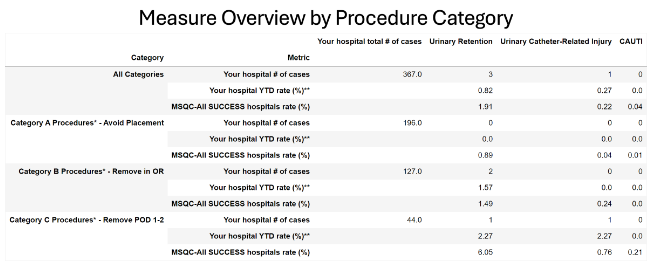 Measure Overview by Procedure Category
Your hospital total # of cases Urinary Retention Urinary Catheter-Related Injury CAUTI
Category Metric
All Categories Your hospital # of cases 367.0 3 1 0
Your hospital YTD rate (%)** 0.82 0.27 0.0
MSQC-All SUCCESS hospitals rate (%) 1.91 0.22 0.04
Category A Procedures* - Avoid Placement Your hospital # of cases 196.0 0 0 0
Your hospital YTD rate (%)** 0.0 0.0 0.0
MSQC-All SUCCESS hospitals rate (%) 0.89 0.04 0.01
Category B Procedures* - Remove in OR Your hospital # of cases 127.0 2 0 0
Your hospital YTD rate (%)** 1.57 0.0 0.0
MSQC-All SUCCESS hospitals rate (%) 1.49 0.24 0.0
Category C Procedures* - Remove POD 1-2 Your hospital # of cases 44.0 1 1 0
Your hospital YTD rate (%)** 2.27 2.27 0.0
MSQC-All SUCCESS hospitals rate (%) 6.05 0.76 0.21